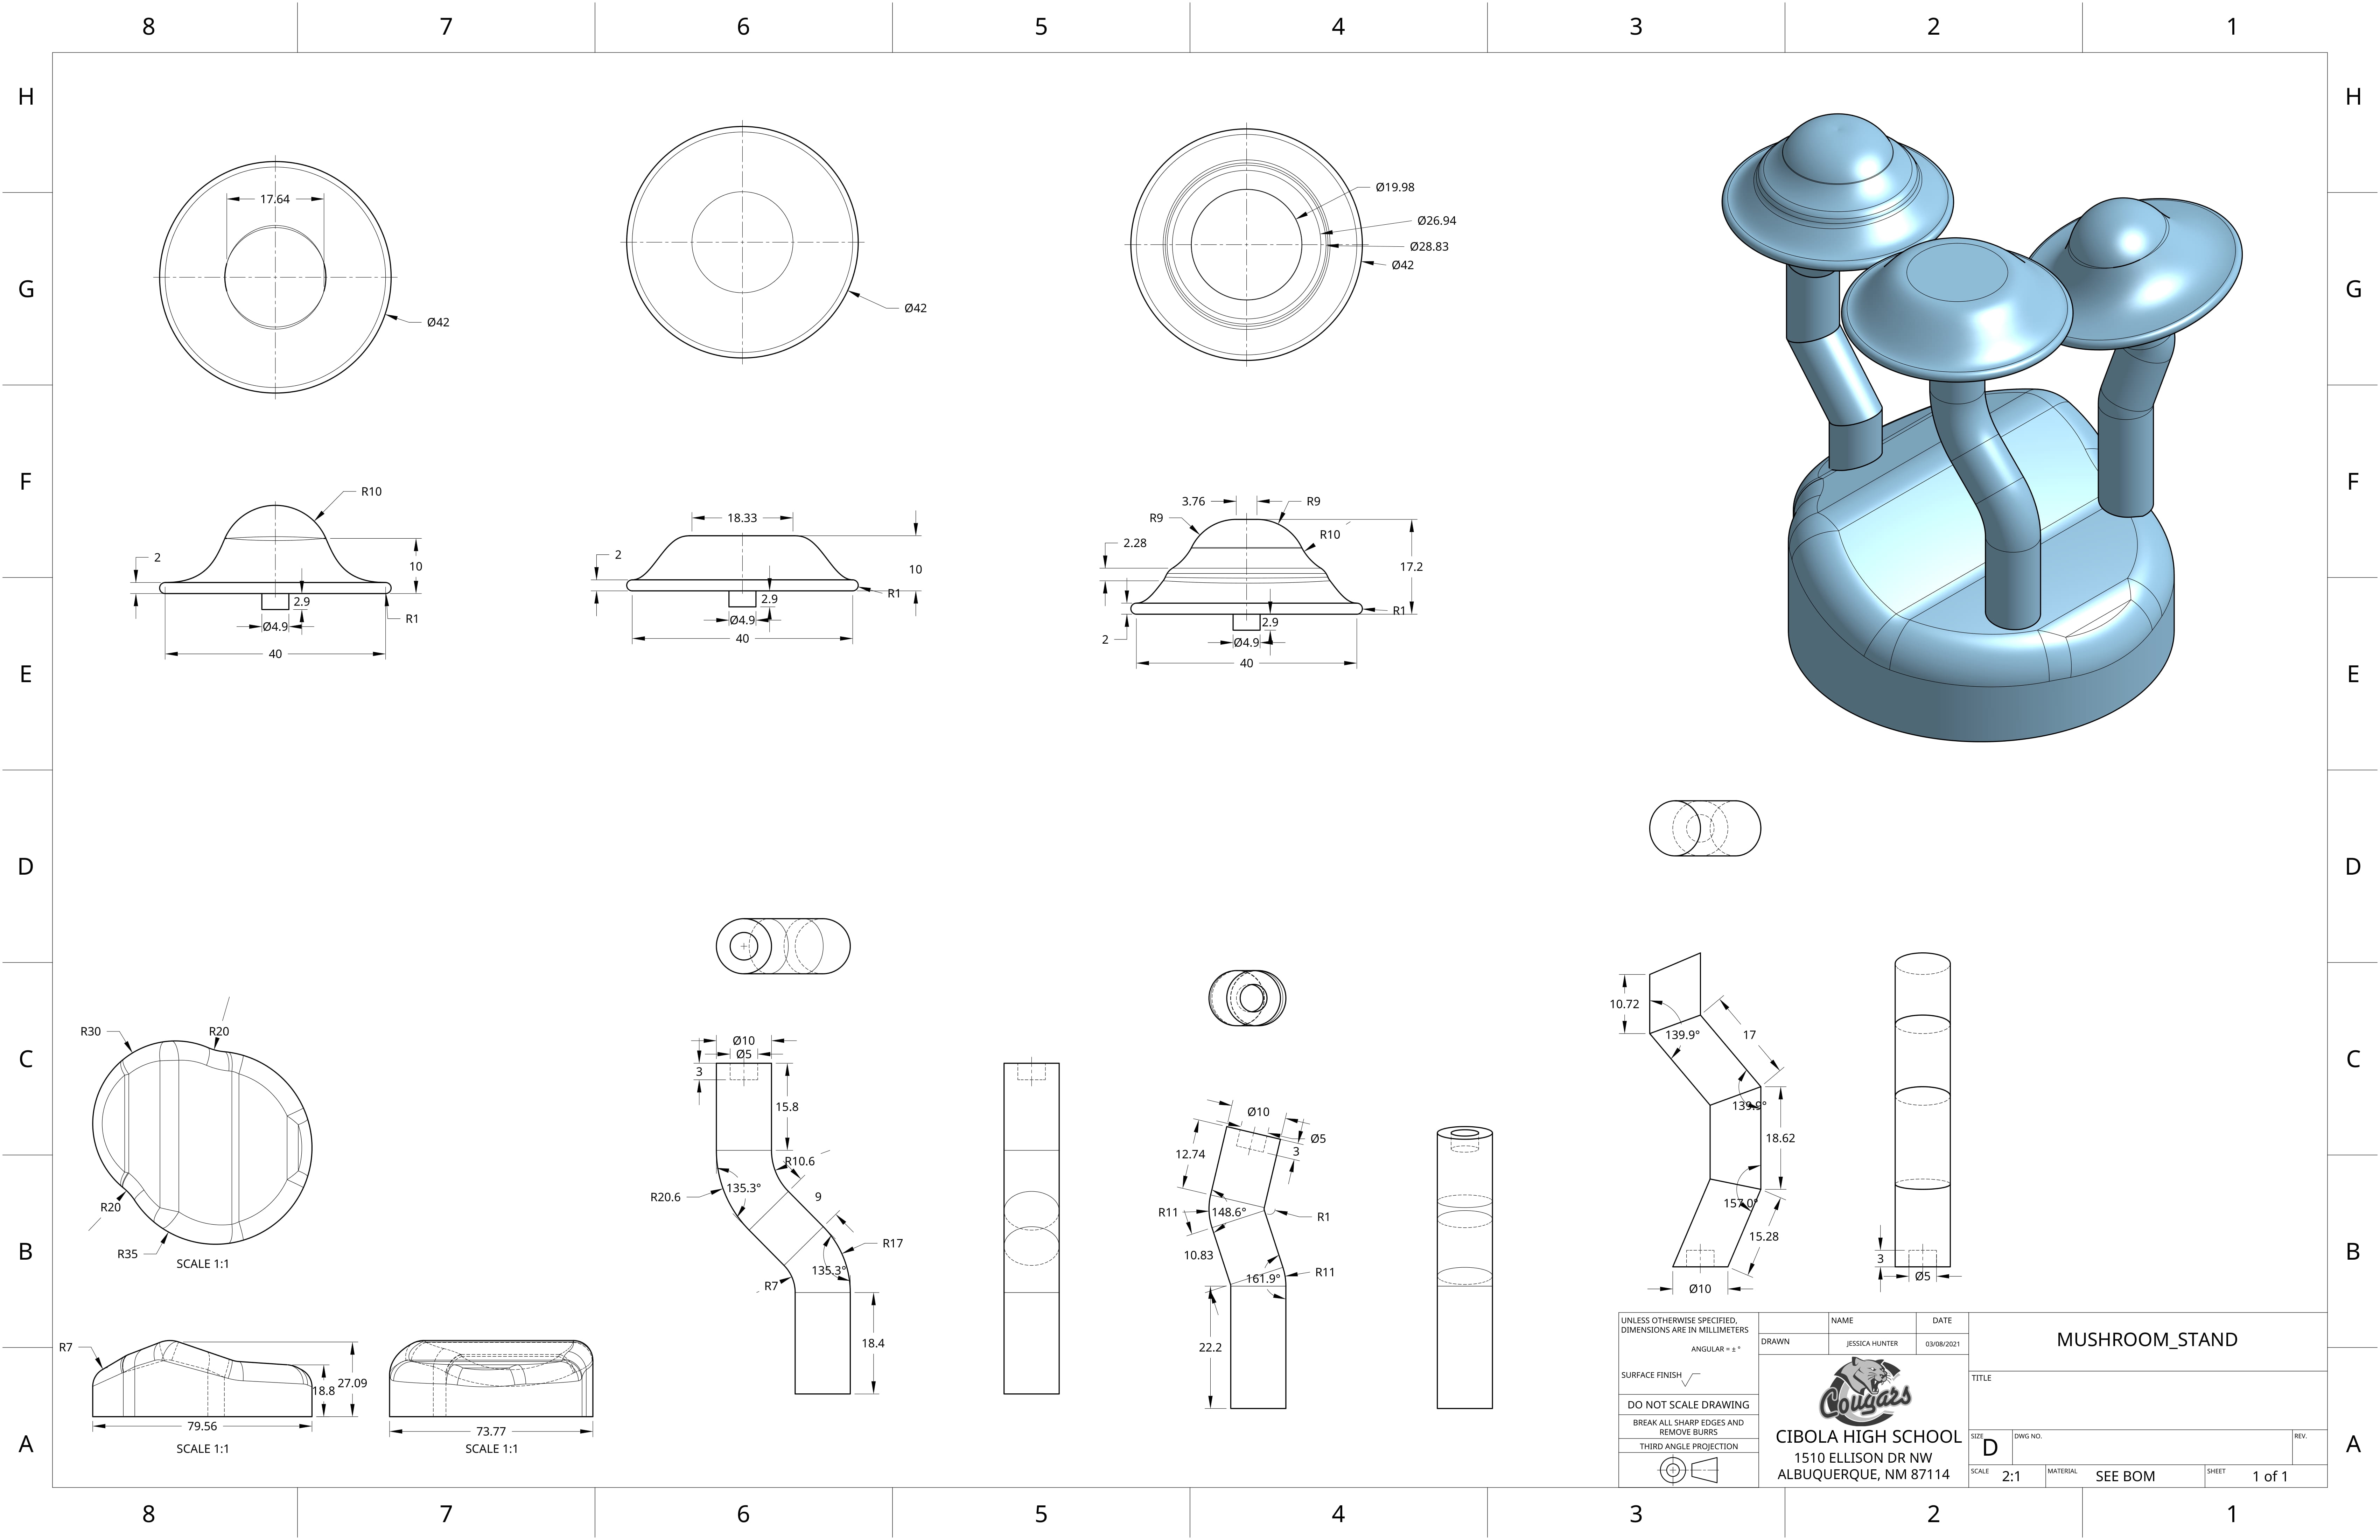 8 7 6 5 4 3 2 1
H H
G G
F F
E E
D D
C C
B B
A A
17.64
Ø42
Ø42
Ø19.98
Ø26.94
Ø28.83
Ø42
R10
2
10
2.9
Ø4.9
R1
40
18.33
2
10
2.9
R1
Ø4.9
40
3.76
R9
R9
R10
2.28
17.2
R1
2.9
2
Ø4.9
40
R30
R20
R20
R35
SCALE 1:1
R7
18.8
27.09
79.56
SCALE 1:1
73.77
SCALE 1:1
Ø10
Ø5
3
15.8
R10.6
135.3°
R20.6
9
R17
135.3°
R7
18.4
Ø10
Ø5
3
12.74
R11
148.6°
R1
10.83
161.9°
R11
22.2
10.72
139.9°
17
139.9°
18.62
157.0°
15.28
Ø10
3
Ø5
UNLESS OTHERWISE SPECIFIED,
DIMENSIONS ARE IN MILLIMETERS
ANGULAR = ± °
SURFACE FINISH
DO NOT SCALE DRAWING
BREAK ALL SHARP EDGES AND
REMOVE BURRS
THIRD ANGLE PROJECTION
NAME DATE
DRAWN JESSICA HUNTER 03/08/2021
Cougars
CIBOLA HIGH SCHOOL
1510 ELLISON DR NW
ALBUQUERQUE, NM 87114
MUSHROOM_STAND
TITLE
SIZE D DWG NO. REV.
SCALE 2:1 MATERIAL SEE BOM SHEET 1 of 1
8 7 6 5 4 3 2 1